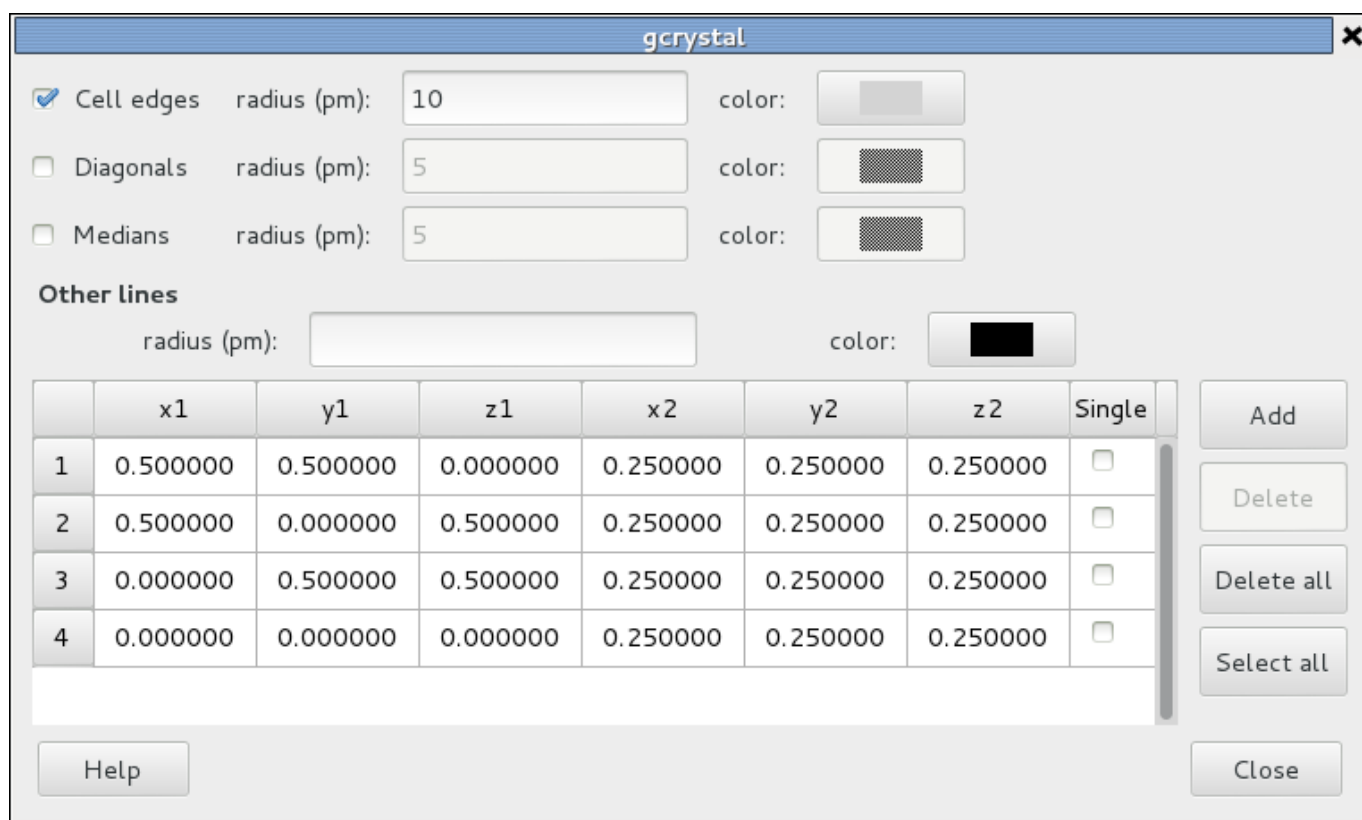 gcrystal
Cell edges radius (pm): 10 color:
Diagonals radius (pm): 5 color:
Medians radius (pm): 5 color:
Other lines
radius (pm): color:
x1 y1 z1 x2 y2 z2 Single
1 0.500000 0.500000 0.000000 0.250000 0.250000 0.250000
2 0.500000 0.000000 0.500000 0.250000 0.250000 0.250000
3 0.000000 0.500000 0.500000 0.250000 0.250000 0.250000
4 0.000000 0.000000 0.000000 0.250000 0.250000 0.250000
Add
Delete
Delete all
Select all
Help
Close